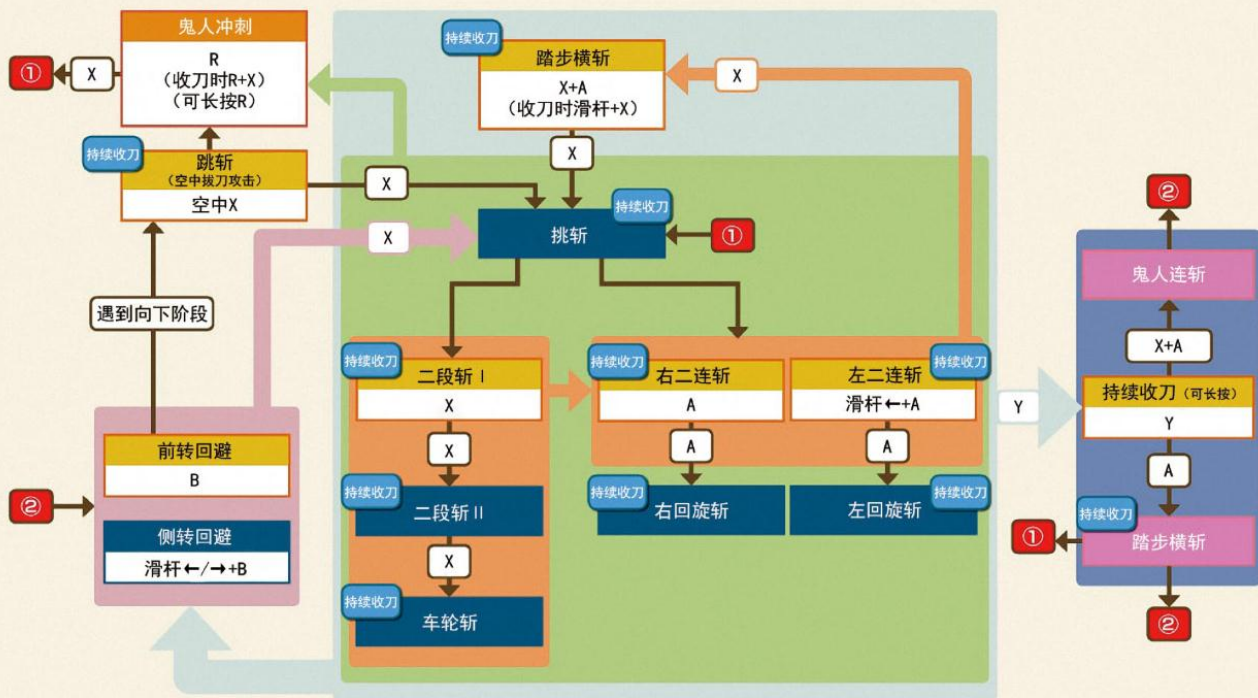 鬼人冲刺
R
（收刀时R+X）
（可长按R）
X
①
持续收刀
跳斩
（空中拔刀攻击）
空中X
X
持续收刀
踏步横斩
X+A
（收刀时滑杆+X）
X
X
持续收刀
挑斩
①
X
遇到向下阶段
前转回避
B
侧转回避
滑杆←/→+B
②
持续收刀
二段斩Ⅰ
X
X
持续收刀
二段斩Ⅱ
X
持续收刀
车轮斩
持续收刀
右二连斩
A
A
持续收刀
右回旋斩
持续收刀
左二连斩
滑杆←+A
A
持续收刀
左回旋斩
Y
②
鬼人连斩
X+A
持续收刀（可长按）
Y
A
持续收刀
踏步横斩
①
②